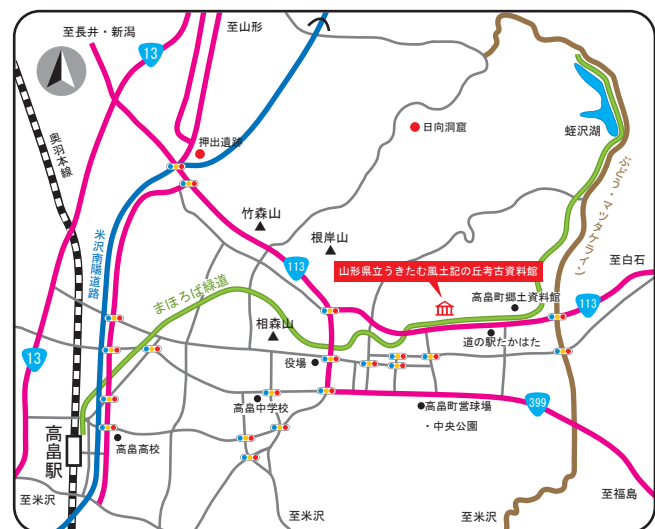 至長井・新潟
至山形
13
押出遺跡
日向洞窟
蛭沢湖
奥羽本線
ぶどう・マツタケライン
竹森山
根岸山
米沢南陽道路
113
至白石
山形県立うきたむ風土記の丘考古資料館
まほろば緑道
高畠町郷土資料館
113
相森山
道の駅たかはた
13
役場
399
高畠中学校
高畠町営球場
・中央公園
高畠駅
高畠高校
至米沢
至米沢
至米沢
至福島